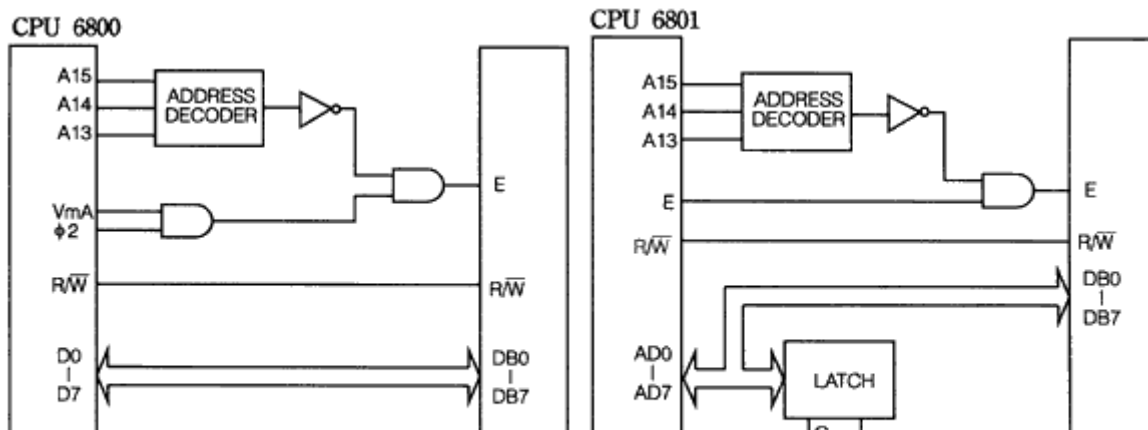 CPU 6800
A15
A14
A13
ADDRESS
DECODER
VmA
ϕ2
E
R/W̅
R/W̅
D0
|
D7
DB0
|
DB7
CPU 6801
A15
A14
A13
ADDRESS
DECODER
E
E
R/W̅
R/W̅
DB0
|
DB7
AD0
|
AD7
LATCH